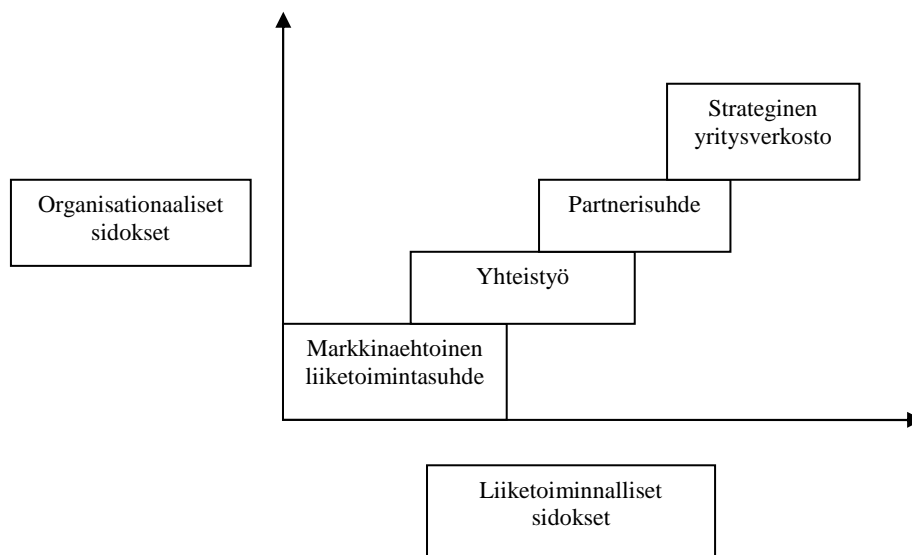 Strateginen
yritysverkosto
Organisationaaliset
sidokset
Partnerisuhde
Yhteistyö
Markkinaehtoinen
liiketoimintasuhde
Liiketoiminnalliset
sidokset